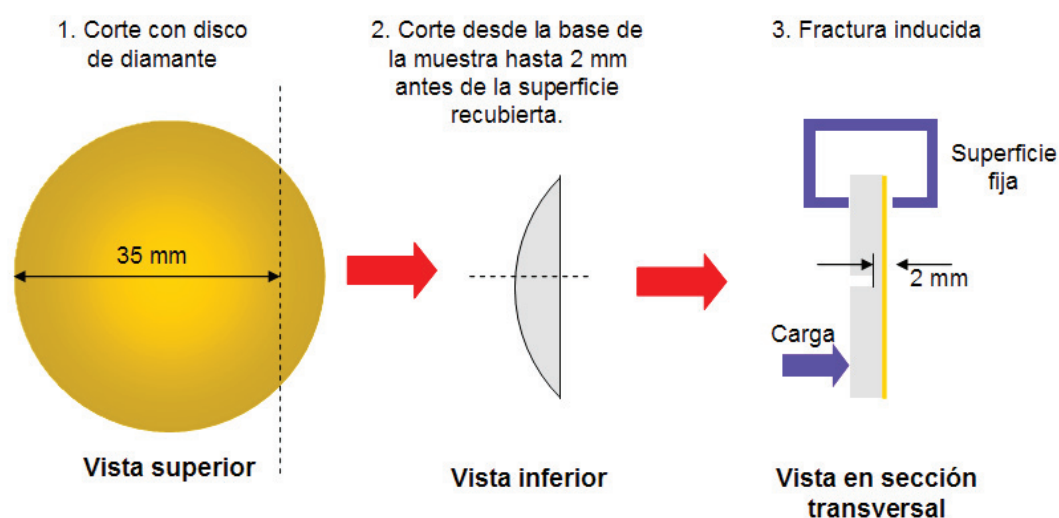 1. Corte con disco
de diamante
2. Corte desde la base de
la muestra hasta 2 mm
antes de la superficie
recubierta.
3. Fractura inducida
35 mm
Superficie
fija
2 mm
Carga
Vista superior
Vista inferior
Vista en sección
transversal